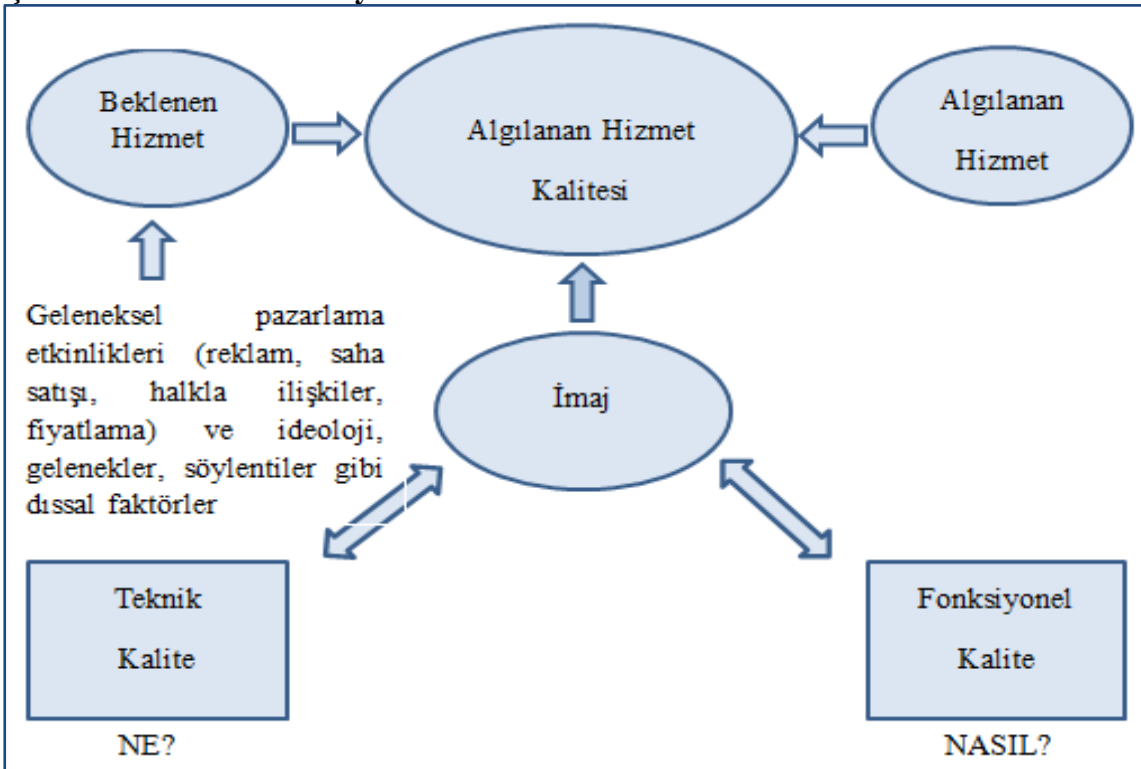 Beklenen
Hizmet
Algılanan Hizmet
Kalitesi
Algılanan
Hizmet
Geleneksel pazarlama
etkinlikleri (reklam, saha
satışı, halkla ilişkiler,
fiyatlama) ve ideoloji,
gelenekler, söylentiler gibi
dıssal faktörler
İmaj
Teknik
Kalite
NE?
Fonksiyonel
Kalite
NASIL?